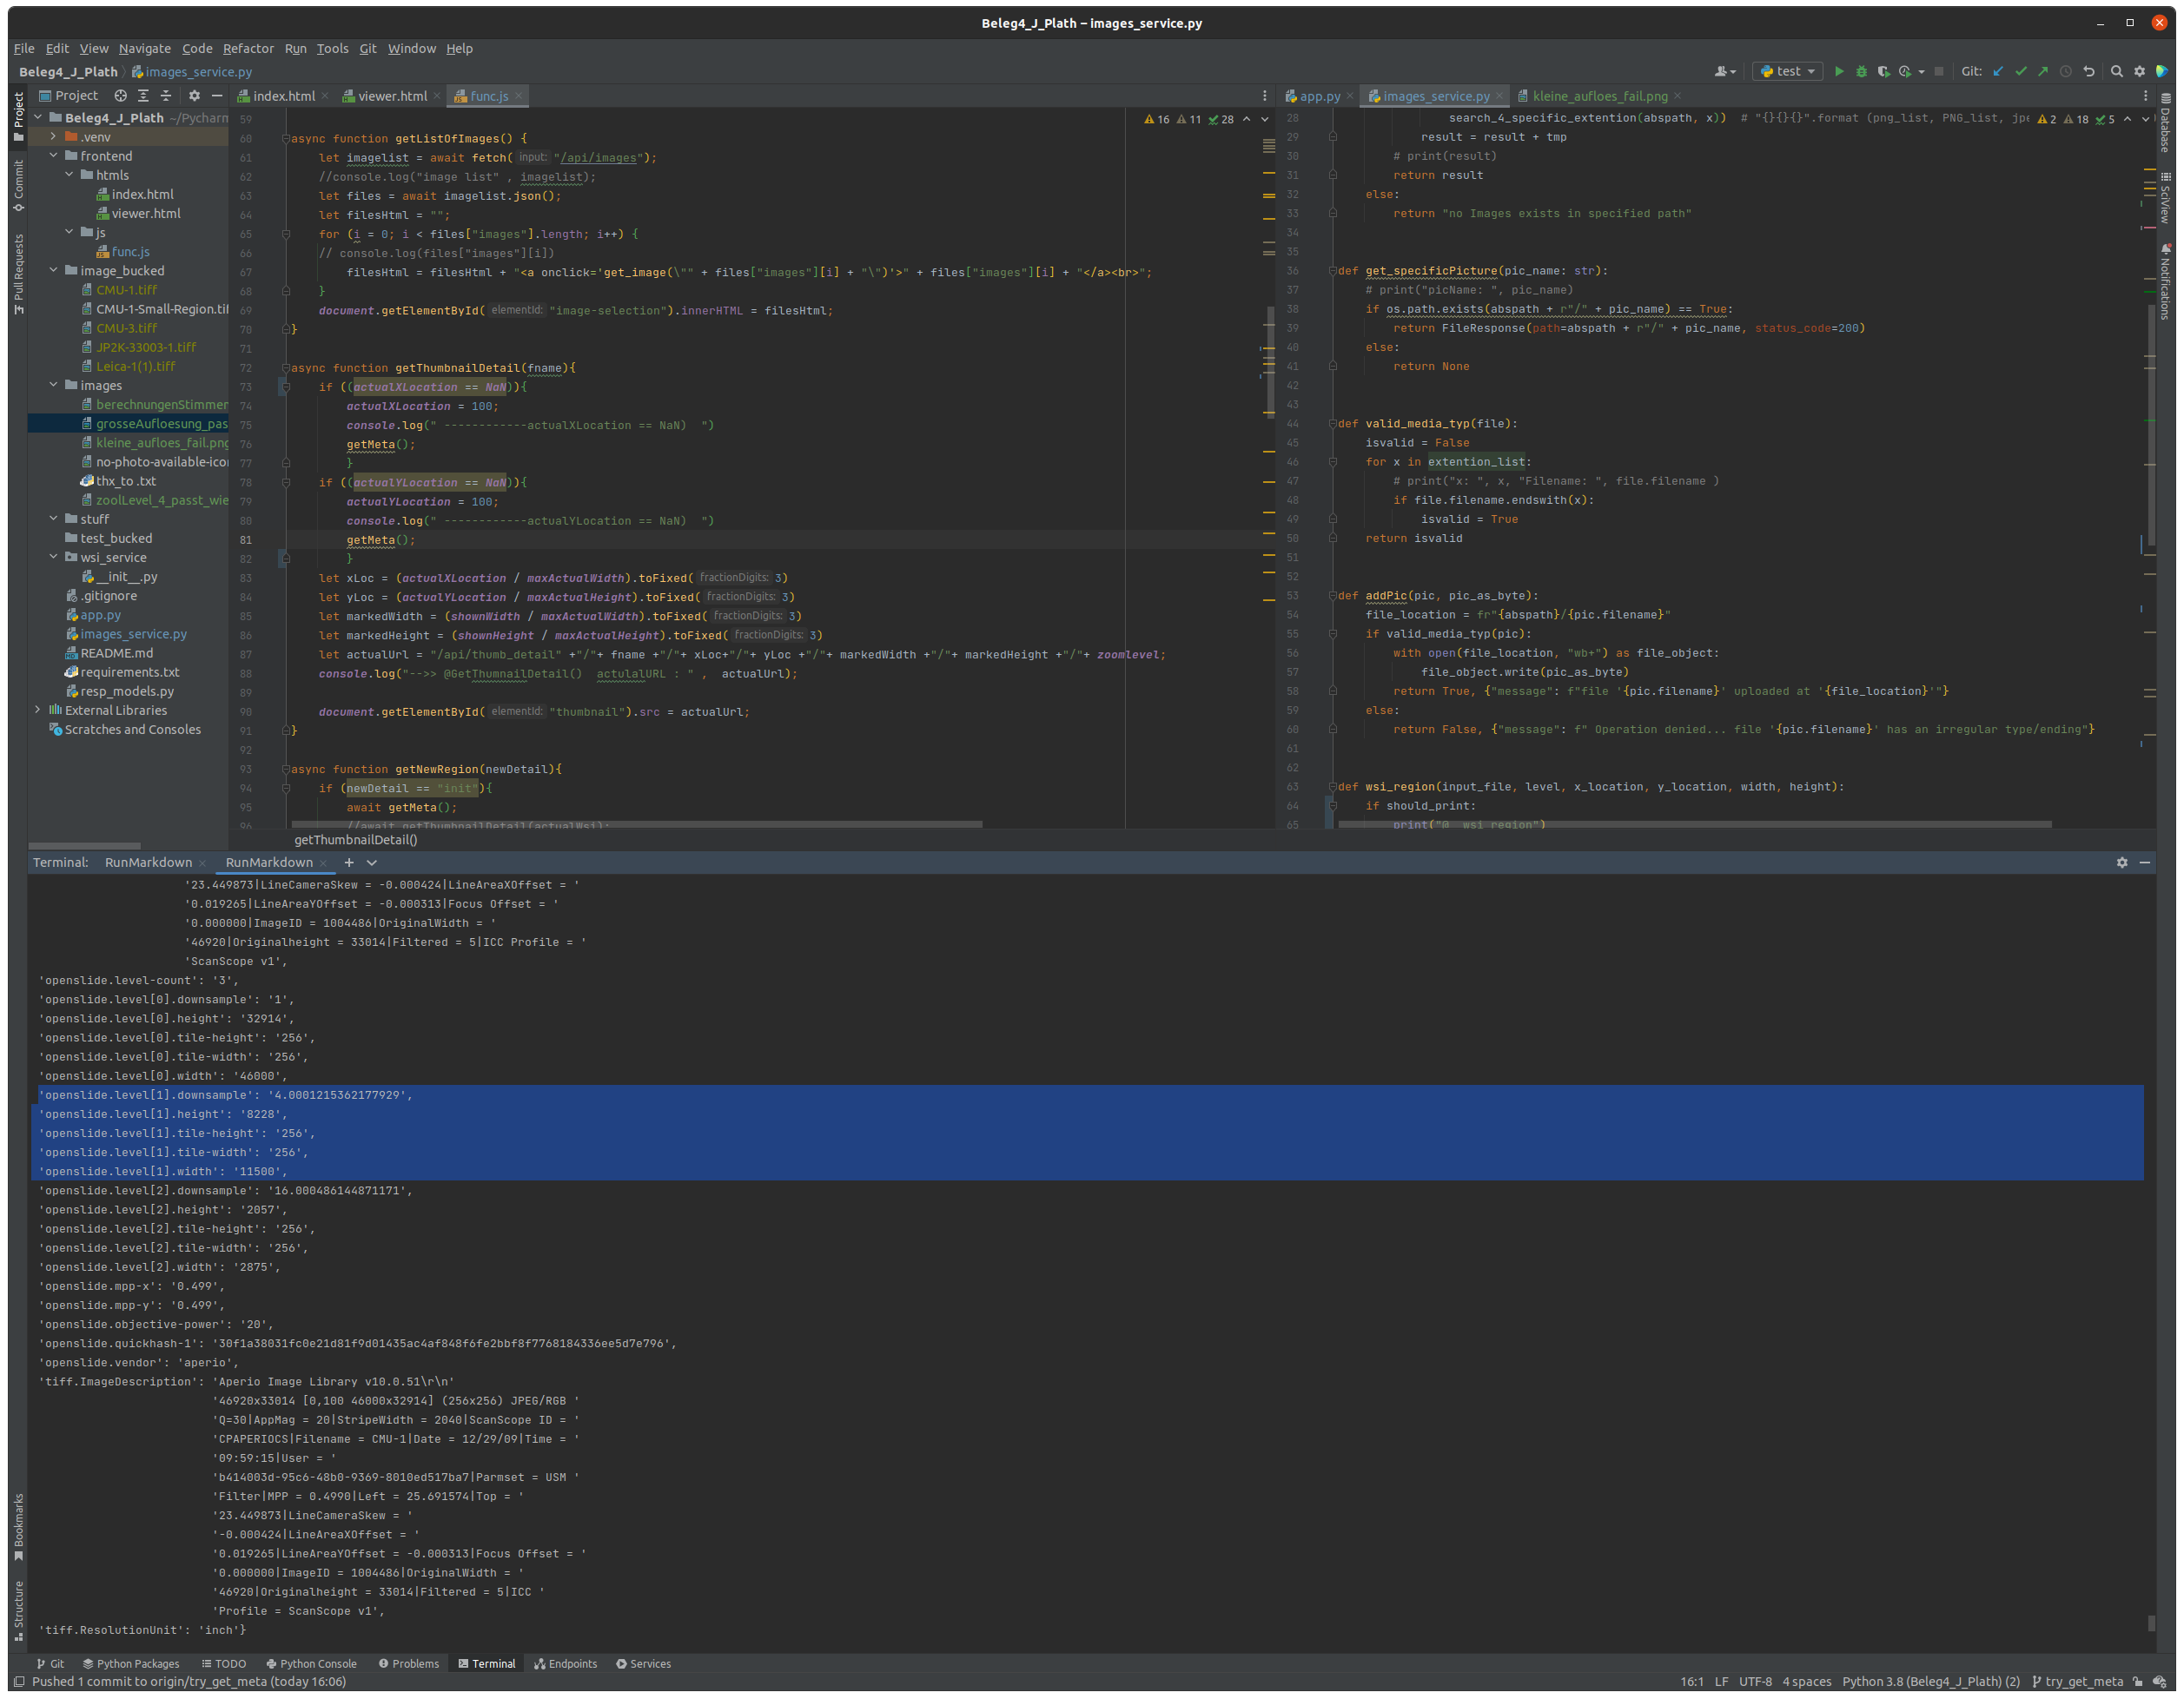 Beleg4_J_Plath – images_service.py
File Edit View Navigate Code Refactor Run Tools Git Window Help
Beleg4_J_Plath images_service.py
test Git:
Project
index.html viewer.html func.js
app.py images_service.py kleine_aufloes_fail.png
Project
Commit
Pull Requests
Bookmarks
Structure
Beleg4_J_Plath ~/Pycharm
.venv
frontend
htmls
index.html
viewer.html
js
func.js
image_bucked
CMU-1.tiff
CMU-1-Small-Region.tif
CMU-3.tiff
JP2K-33003-1.tiff
Leica-1(1).tiff
images
berechnungenStimmer
grosseAufloesung_pas
kleine_aufloes_fail.png
no-photo-available-ico
thx_to .txt
zoolLevel_4_passt_wie
stuff
test_bucked
wsi_service
__init__.py
.gitignore
app.py
images_service.py
README.md
requirements.txt
resp_models.py
External Libraries
Scratches and Consoles
16 11 28
59
60 async function getListOfImages() {
61 let imagelist = await fetch( input: "/api/images");
62 //console.log("image list" , imagelist);
63 let files = await imagelist.json();
64 let filesHtml = "";
65 for (i = 0; i < files["images"].length; i++) {
66 // console.log(files["images"][i])
67 filesHtml = filesHtml + "<a onclick='get_image(\"" + files["images"][i] + "\")'>" + files["images"][i] + "</a><br>";
68 }
69 document.getElementById( elementId: "image-selection").innerHTML = filesHtml;
70 }
71
72 async function getThumbnailDetail(fname){
73 if ((actualXLocation == NaN)){
74 actualXLocation = 100;
75 console.log(" ------------actualXLocation == NaN)  ")
76 getMeta();
77 }
78 if ((actualYLocation == NaN)){
79 actualYLocation = 100;
80 console.log(" ------------actualYLocation == NaN)  ")
81 getMeta();
82 }
83 let xLoc = (actualXLocation / maxActualWidth).toFixed( fractionDigits: 3)
84 let yLoc = (actualYLocation / maxActualHeight).toFixed( fractionDigits: 3)
85 let markedWidth = (shownWidth / maxActualWidth).toFixed( fractionDigits: 3)
86 let markedHeight = (shownHeight / maxActualHeight).toFixed( fractionDigits: 3)
87 let actualUrl = "/api/thumb_detail" +"/"+ fname +"/"+ xLoc+"/"+ yLoc +"/"+ markedWidth +"/"+ markedHeight +"/"+ zoomlevel;
88 console.log("-->> @GetThumnailDetail()  actulalURL : " ,  actualUrl);
89
90 document.getElementById( elementId: "thumbnail").src = actualUrl;
91 }
92
93 async function getNewRegion(newDetail){
94 if (newDetail == "init"){
95 await getMeta();
96 //await getThumbnailDetail(actualWsi);
getThumbnailDetail()
28 search_4_specific_extention(abspath, x))  # "{}{}{}".format (png_list, PNG_list, jpe 2 18 5
29 result = result + tmp
30 # print(result)
31 return result
32 else:
33 return "no Images exists in specified path"
34
35
36 def get_specificPicture(pic_name: str):
37 # print("picName: ", pic_name)
38 if os.path.exists(abspath + r"/" + pic_name) == True:
39 return FileResponse(path=abspath + r"/" + pic_name, status_code=200)
40 else:
41 return None
42
43
44 def valid_media_typ(file):
45 isvalid = False
46 for x in extention_list:
47 # print("x: ", x, "Filename: ", file.filename )
48 if file.filename.endswith(x):
49 isvalid = True
50 return isvalid
51
52
53 def addPic(pic, pic_as_byte):
54 file_location = fr"{abspath}/{pic.filename}"
55 if valid_media_typ(pic):
56 with open(file_location, "wb+") as file_object:
57 file_object.write(pic_as_byte)
58 return True, {"message": f"file '{pic.filename}' uploaded at '{file_location}'"}
59 else:
60 return False, {"message": f" Operation denied... file '{pic.filename}' has an irregular type/ending"}
61
62
63 def wsi_region(input_file, level, x_location, y_location, width, height):
64 if should_print:
65 print("@  wsi_region")
Database
SciView
Notifications
Terminal: RunMarkdown RunMarkdown
'23.449873|LineCameraSkew = -0.000424|LineAreaXOffset = '
'0.019265|LineAreaYOffset = -0.000313|Focus Offset = '
'0.000000|ImageID = 1004486|OriginalWidth = '
'46920|Originalheight = 33014|Filtered = 5|ICC Profile = '
'ScanScope v1',
'openslide.level-count': '3',
'openslide.level[0].downsample': '1',
'openslide.level[0].height': '32914',
'openslide.level[0].tile-height': '256',
'openslide.level[0].tile-width': '256',
'openslide.level[0].width': '46000',
'openslide.level[1].downsample': '4.0001215362177929',
'openslide.level[1].height': '8228',
'openslide.level[1].tile-height': '256',
'openslide.level[1].tile-width': '256',
'openslide.level[1].width': '11500',
'openslide.level[2].downsample': '16.000486144871171',
'openslide.level[2].height': '2057',
'openslide.level[2].tile-height': '256',
'openslide.level[2].tile-width': '256',
'openslide.level[2].width': '2875',
'openslide.mpp-x': '0.499',
'openslide.mpp-y': '0.499',
'openslide.objective-power': '20',
'openslide.quickhash-1': '30f1a38031fc0e21d81f9d01435ac4af848f6fe2bbf8f7768184336ee5d7e796',
'openslide.vendor': 'aperio',
'tiff.ImageDescription': 'Aperio Image Library v10.0.51\r\n'
'46920x33014 [0,100 46000x32914] (256x256) JPEG/RGB '
'Q=30|AppMag = 20|StripeWidth = 2040|ScanScope ID = '
'CPAPERIOCS|Filename = CMU-1|Date = 12/29/09|Time = '
'09:59:15|User = '
'b414003d-95c6-48b0-9369-8010ed517ba7|Parmset = USM '
'Filter|MPP = 0.4990|Left = 25.691574|Top = '
'23.449873|LineCameraSkew = '
'-0.000424|LineAreaXOffset = '
'0.019265|LineAreaYOffset = -0.000313|Focus Offset = '
'0.000000|ImageID = 1004486|OriginalWidth = '
'46920|Originalheight = 33014|Filtered = 5|ICC '
'Profile = ScanScope v1',
'tiff.ResolutionUnit': 'inch'}
Git Python Packages TODO Python Console Problems Terminal Endpoints Services
Pushed 1 commit to origin/try_get_meta (today 16:06)
16:1 LF UTF-8 4 spaces Python 3.8 (Beleg4_J_Plath) (2) try_get_meta